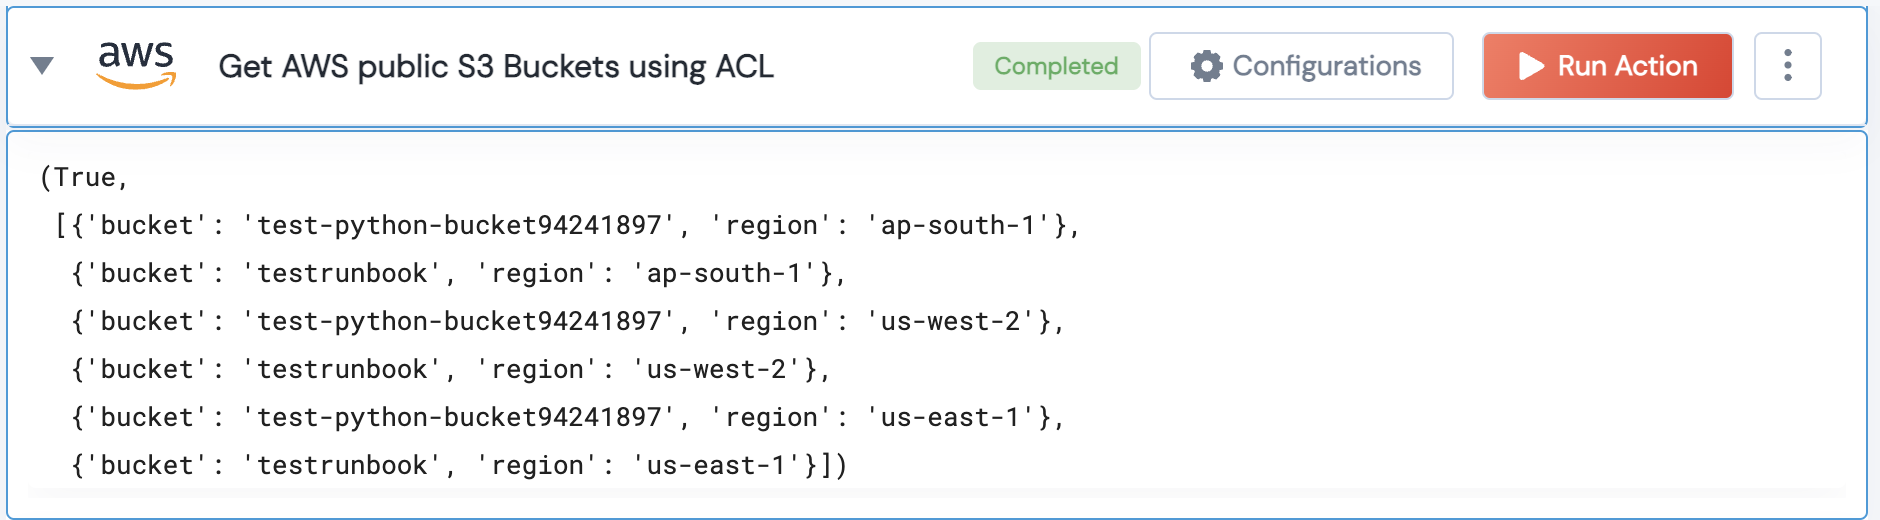 aws
Get AWS public S3 Buckets using ACL
Completed
Configurations
Run Action
(True,
[{'bucket': 'test-python-bucket94241897', 'region': 'ap-south-1'},
{'bucket': 'testrunbook', 'region': 'ap-south-1'},
{'bucket': 'test-python-bucket94241897', 'region': 'us-west-2'},
{'bucket': 'testrunbook', 'region': 'us-west-2'},
{'bucket': 'test-python-bucket94241897', 'region': 'us-east-1'},
{'bucket': 'testrunbook', 'region': 'us-east-1'}])